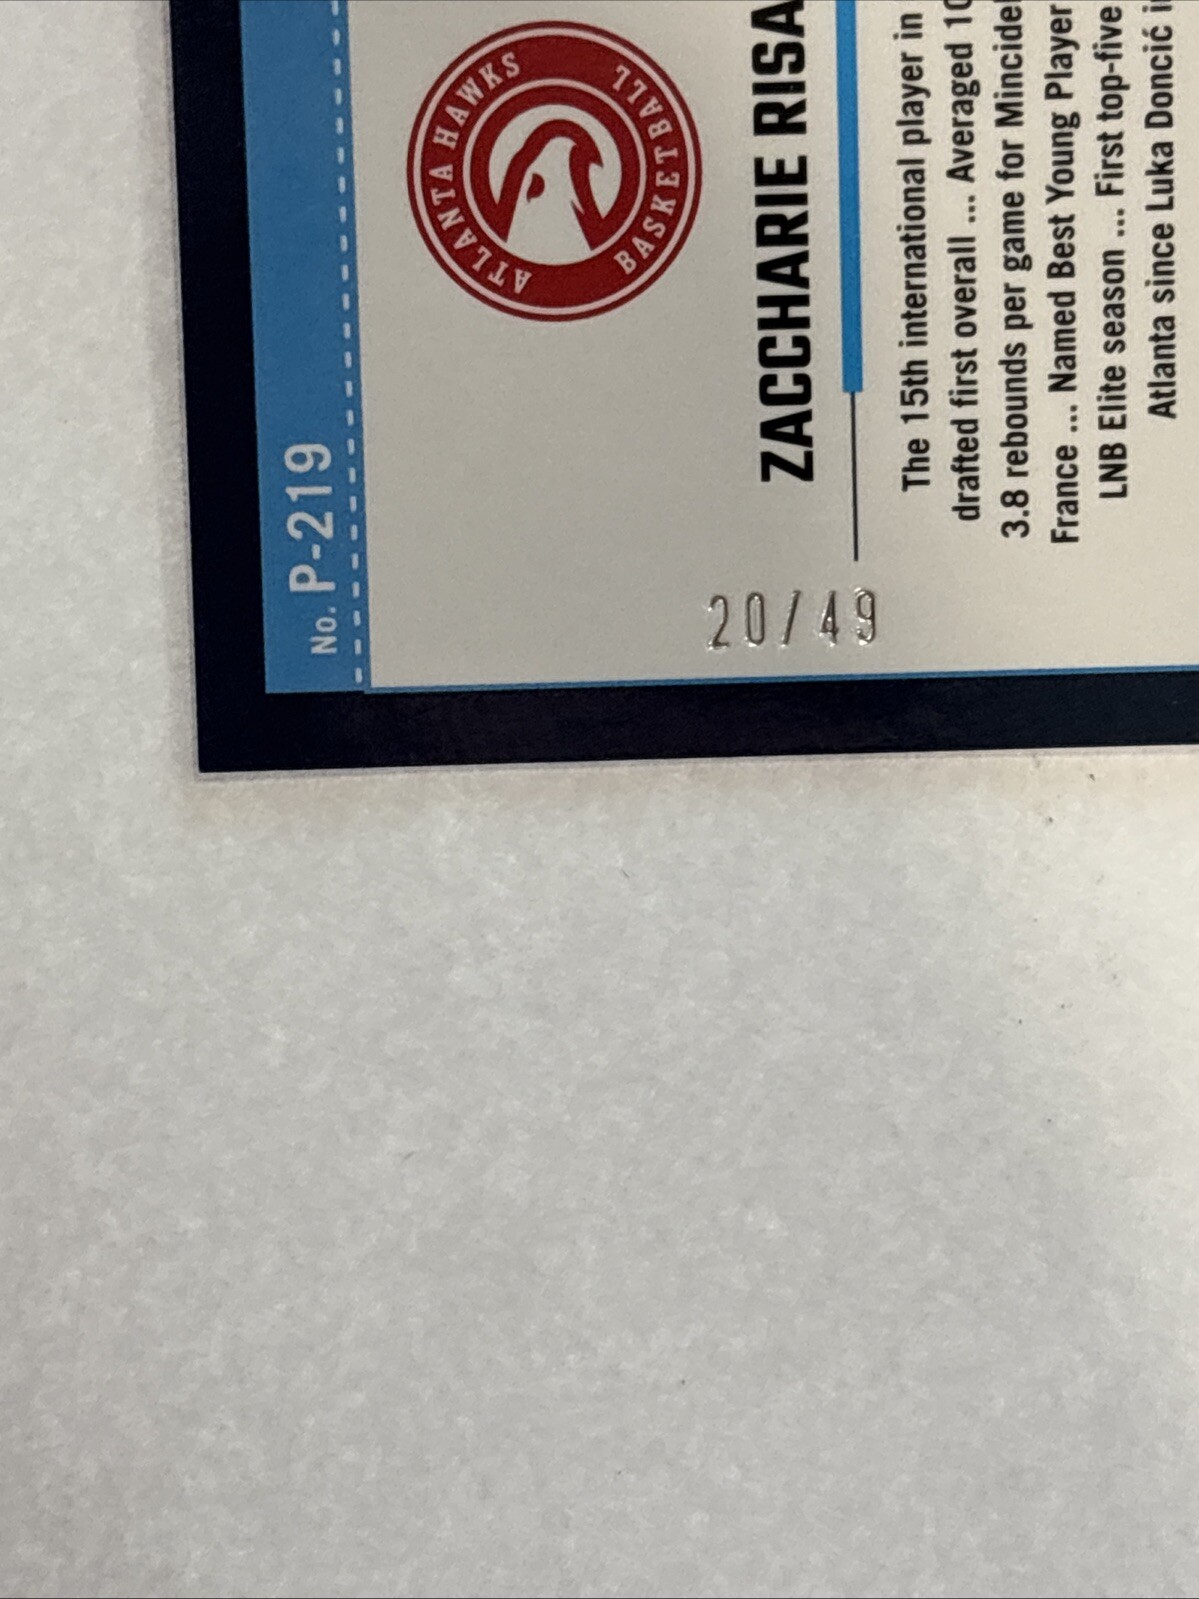 No. P-219
ATLANTA HAWKS
BASKETBALL
ZACCHARIE RISA
The 15th international player in
drafted first overall ... Averaged 10
3.8 rebounds per game for Mincide
France ... Named Best Young Player
LNB Elite season ... First top-five
Atlanta since Luka Doncić i
20/49